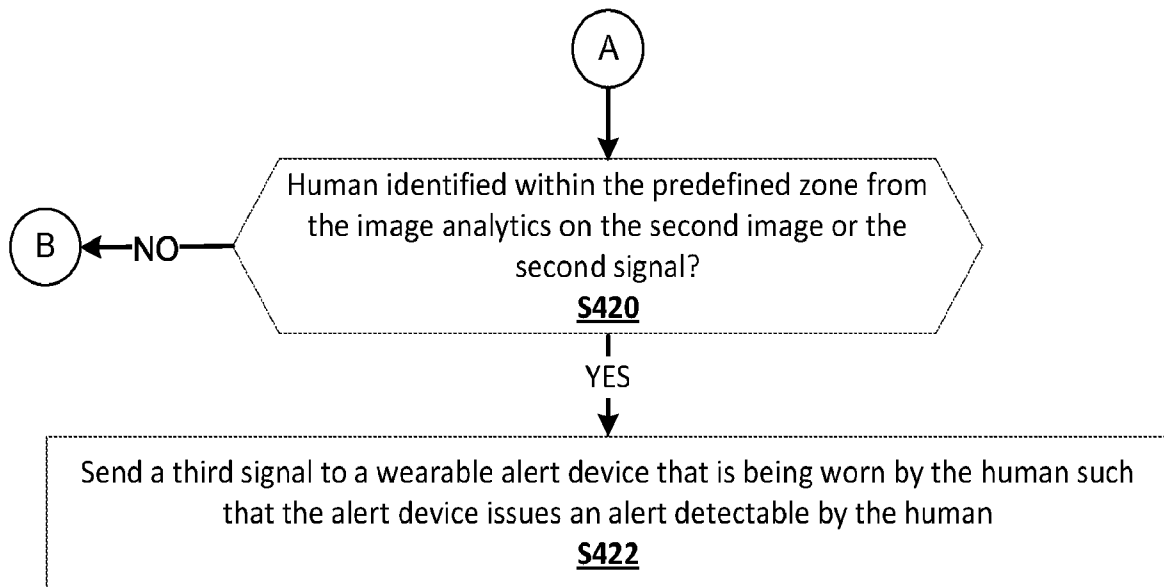 A
Human identified within the predefined zone from
the image analytics on the second image or the
second signal?
S420
B
NO
YES
Send a third signal to a wearable alert device that is being worn by the human such
that the alert device issues an alert detectable by the human
S422